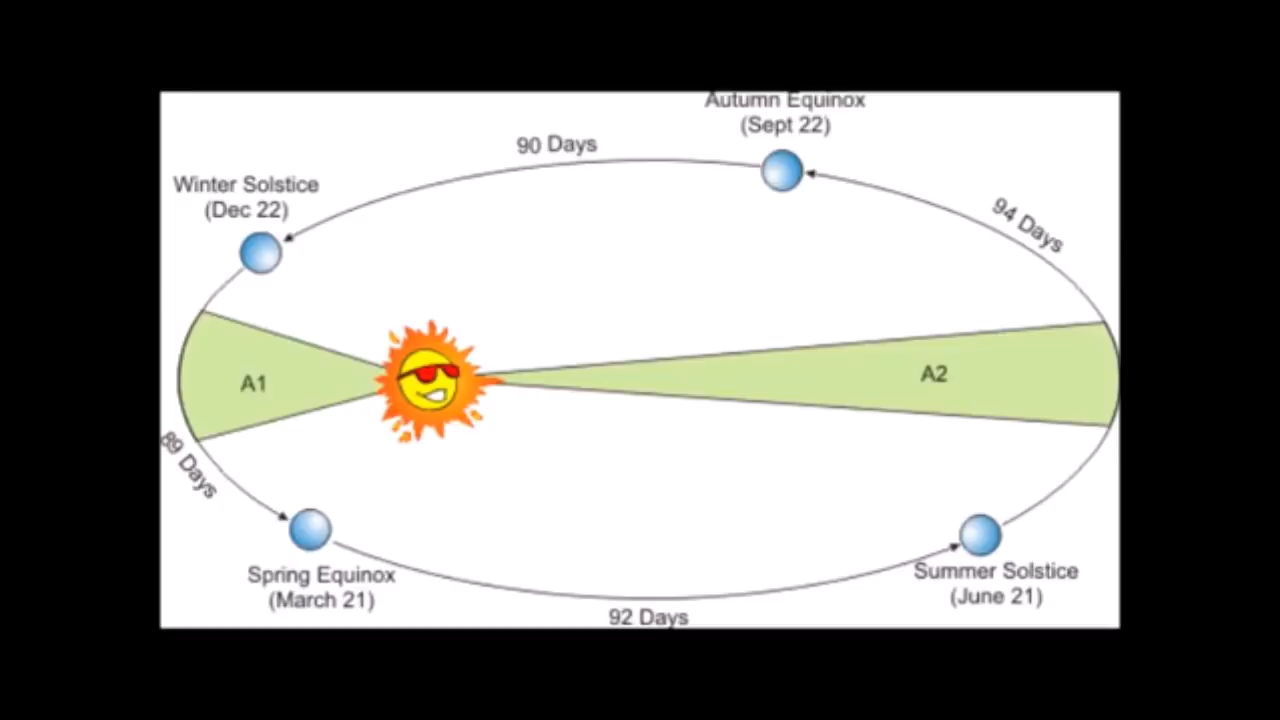 Autumn Equinox
(Sept 22)
90 Days
Winter Solstice
(Dec 22)
94 Days
A1
A2
89 Days
Spring Equinox
(March 21)
Summer Solstice
(June 21)
92 Days